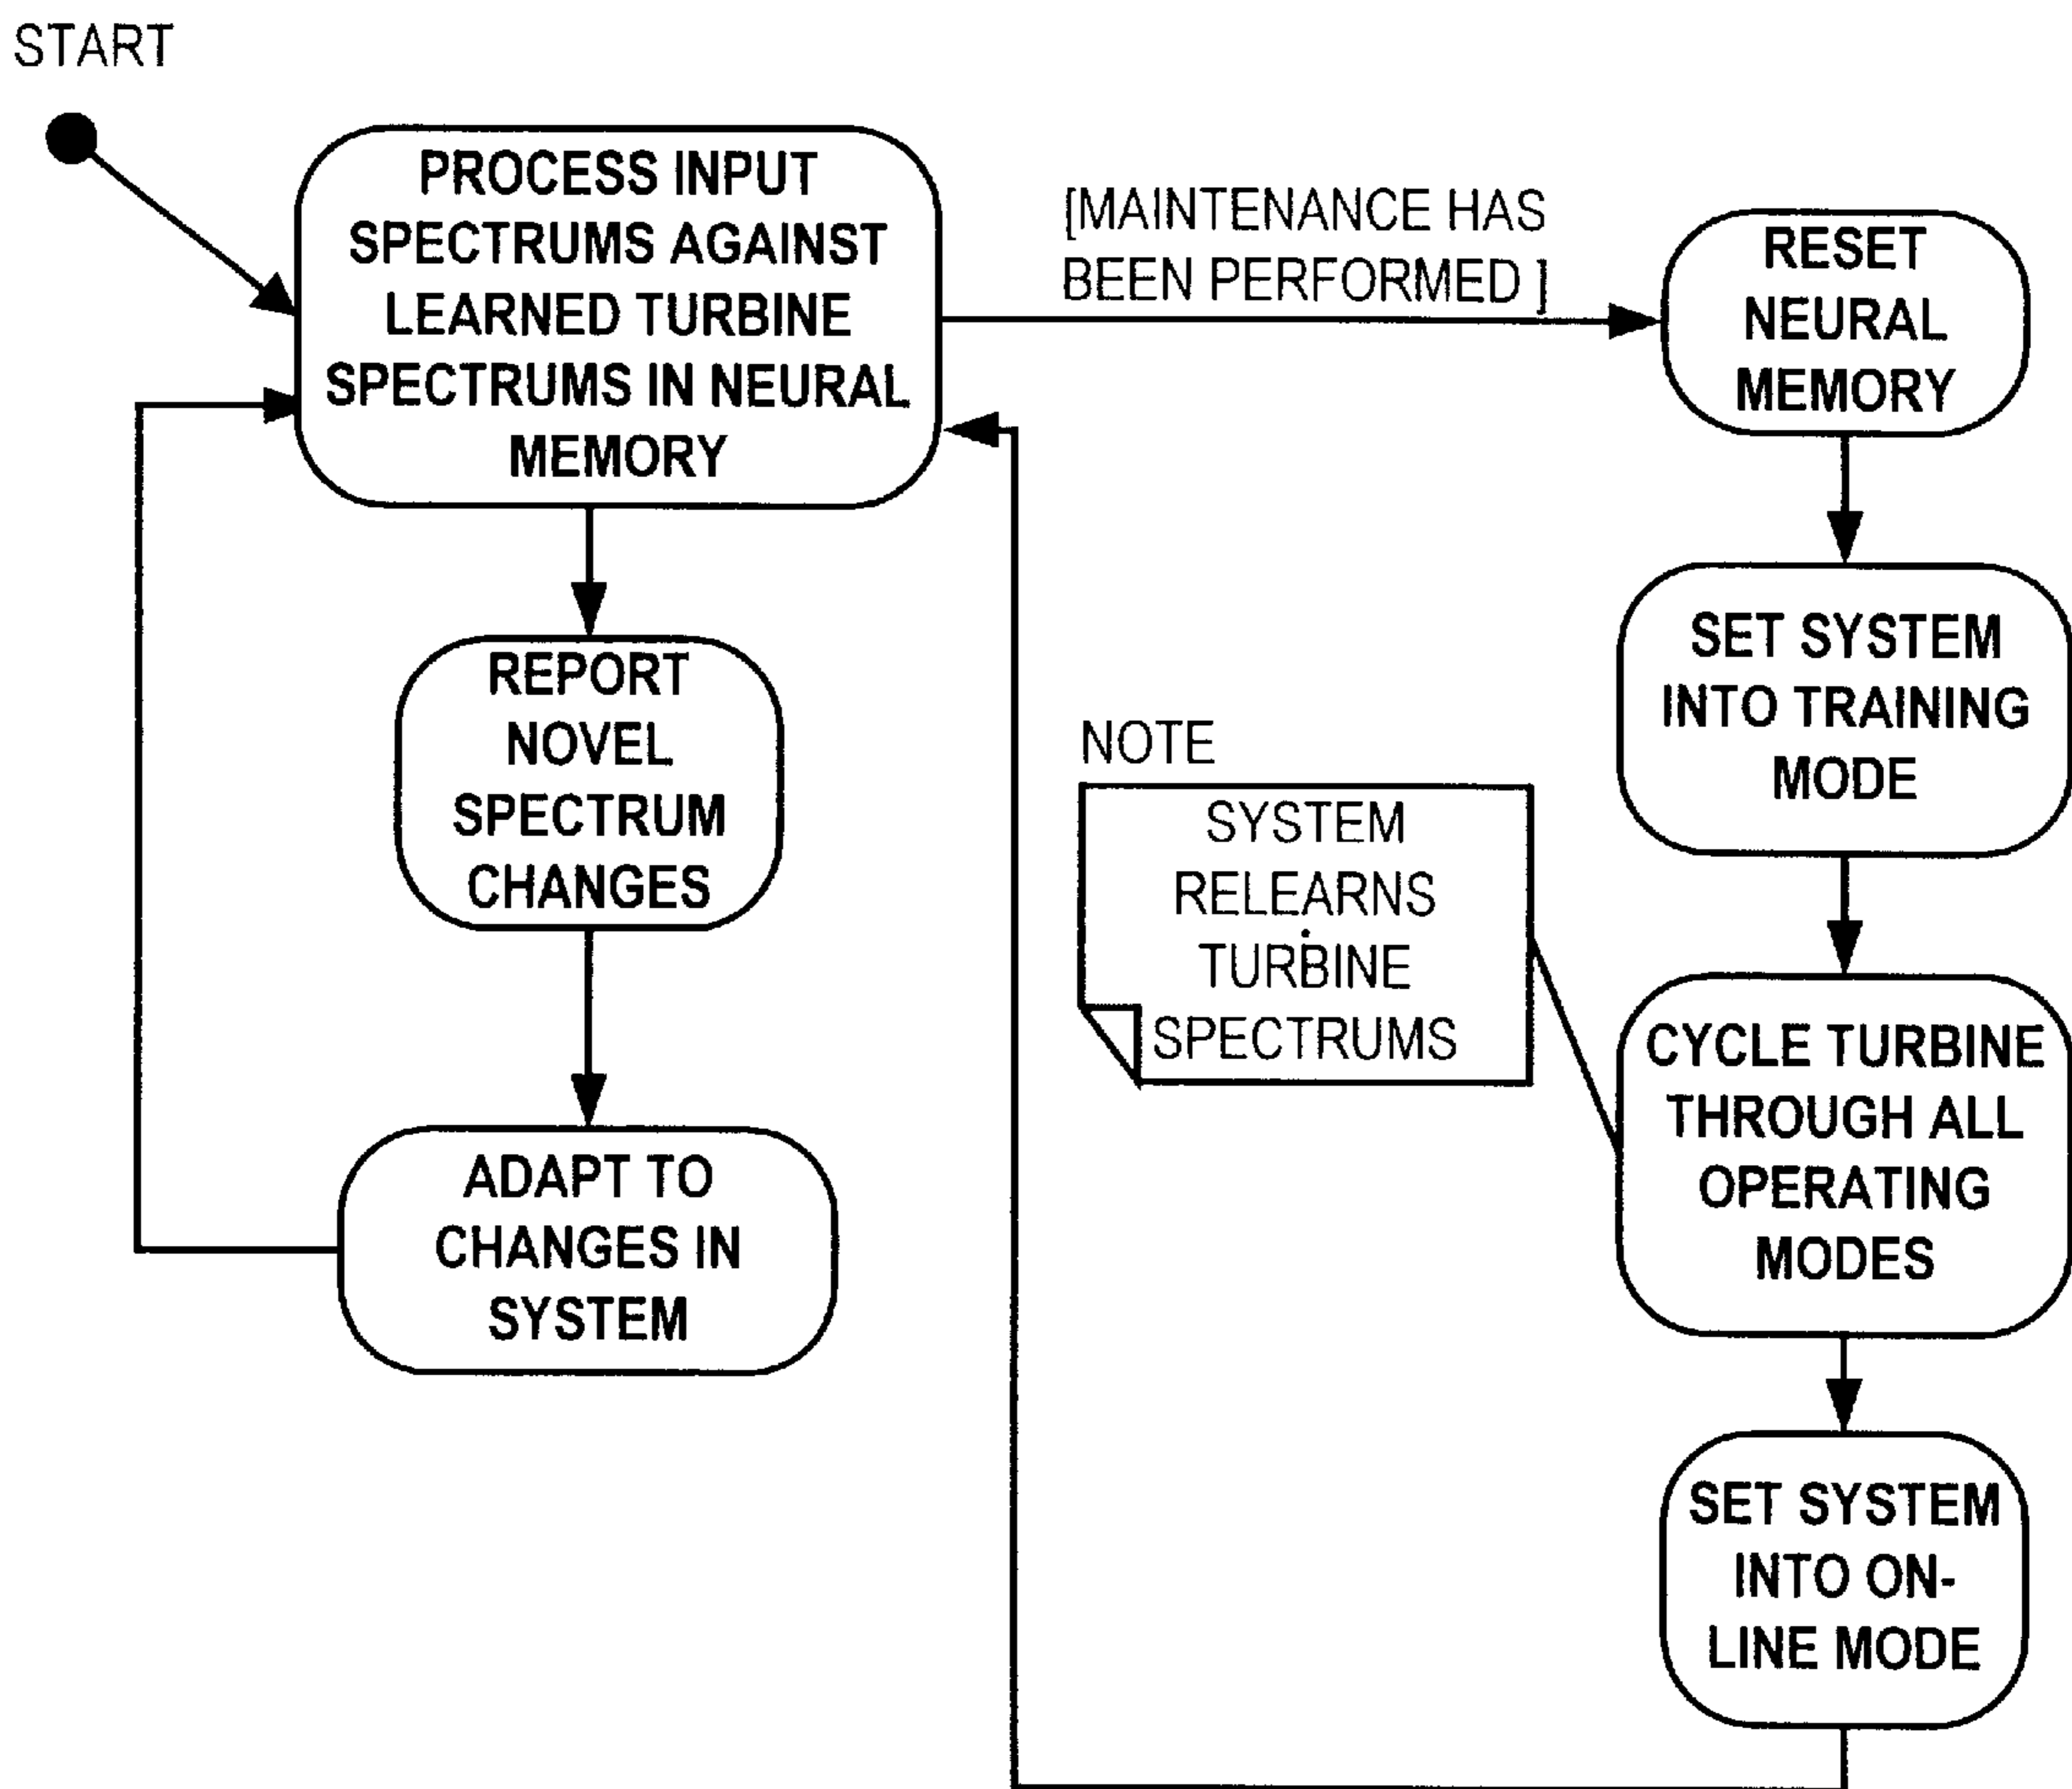 START
PROCESS INPUT
SPECTRUMS AGAINST
LEARNED TURBINE
SPECTRUMS IN NEURAL
MEMORY
[MAINTENANCE HAS
BEEN PERFORMED ]
RESET
NEURAL
MEMORY
REPORT
NOVEL
SPECTRUM
CHANGES
SET SYSTEM
INTO TRAINING
MODE
NOTE
SYSTEM
RELEARNS
TURBINE
SPECTRUMS
ADAPT TO
CHANGES IN
SYSTEM
CYCLE TURBINE
THROUGH ALL
OPERATING
MODES
SET SYSTEM
INTO ON-
LINE MODE